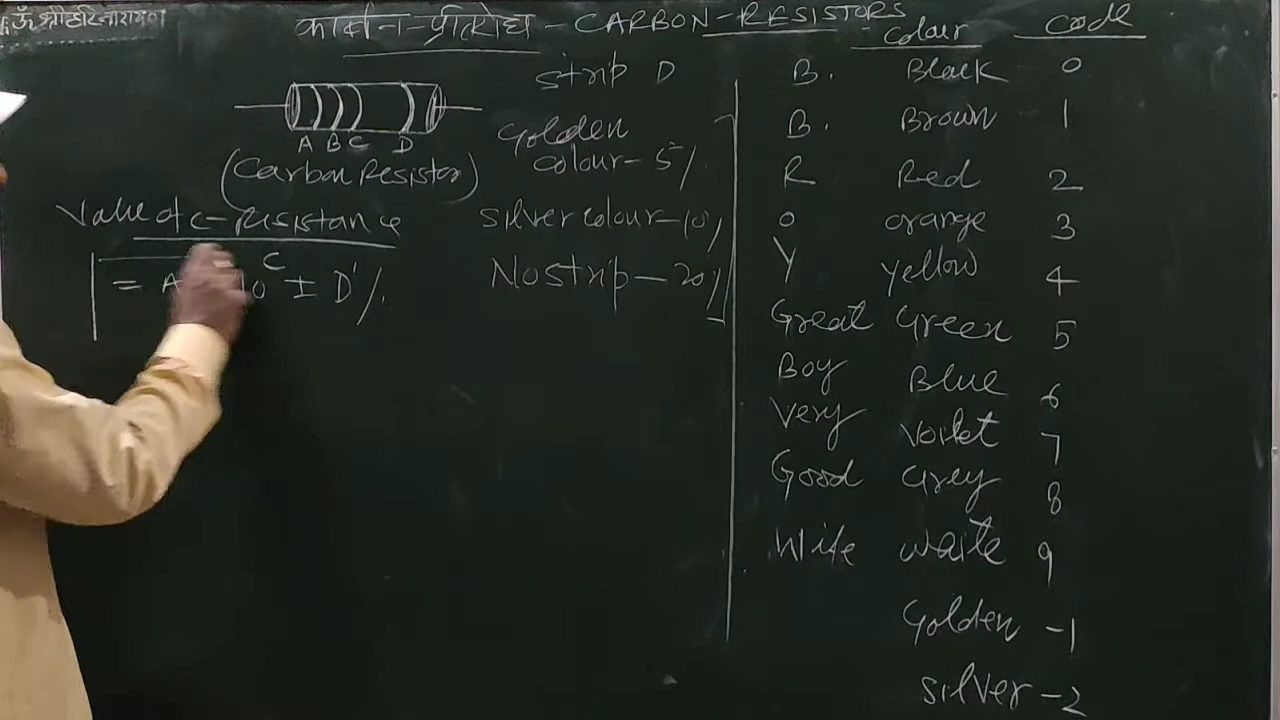 ॐ श्री हरिनारायण
कार्बन-प्रतिरोध - CARBON-RESISTORS
A B C D
(Carbon Resistor)
Value of c-resistance
= A 10 C ± D' %.
strip D
Golden
colour - 5%
silver colour - 10%
No strip - 20%
Colour Code
B. Black 0
B. Brown 1
R Red 2
O orange 3
Y yellow 4
Great Green 5
Boy Blue 6
Very Voilet 7
Good Grey 8
Wife waite 9
Golden -1
silver -2